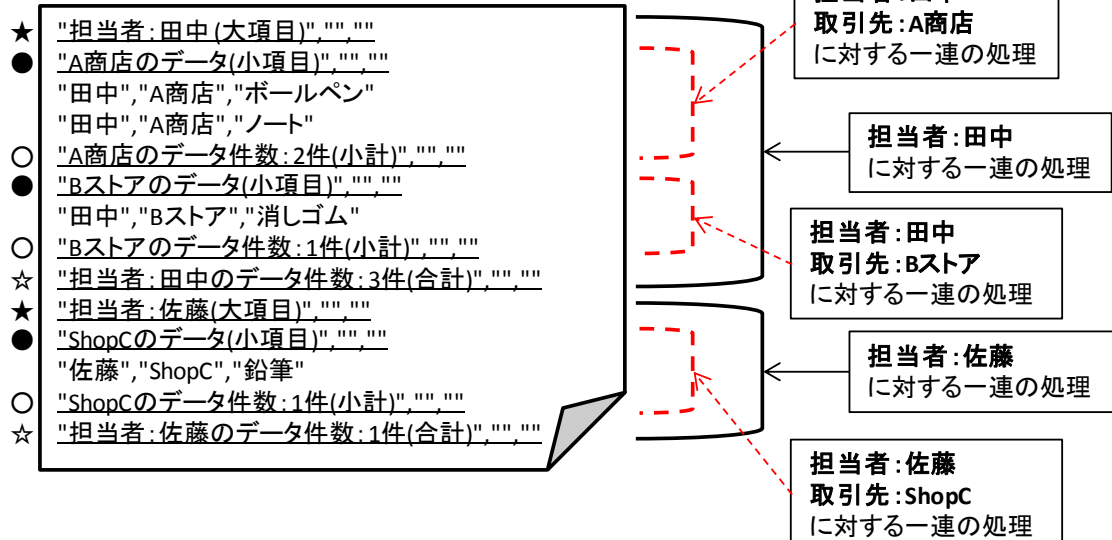 ★ "担当者:田中(大項目)","",""
● "A商店のデータ(小項目)","",""
"田中","A商店","ボールペン"
"田中","A商店","ノート"
○ "A商店のデータ件数:2件(小計)","",""
● "Bストアのデータ(小項目)","",""
"田中","Bストア","消しゴム"
○ "Bストアのデータ件数:1件(小計)","",""
☆ "担当者:田中のデータ件数:3件(合計)","",""
★ "担当者:佐藤(大項目)","",""
● "ShopCのデータ(小項目)","",""
"佐藤","ShopC","鉛筆"
○ "ShopCのデータ件数:1件(小計)","",""
☆ "担当者:佐藤のデータ件数:1件(合計)","",""
担当者:田中
取引先:A商店
に対する一連の処理
担当者:田中
に対する一連の処理
担当者:田中
取引先:Bストア
に対する一連の処理
担当者:佐藤
に対する一連の処理
担当者:佐藤
取引先:ShopC
に対する一連の処理